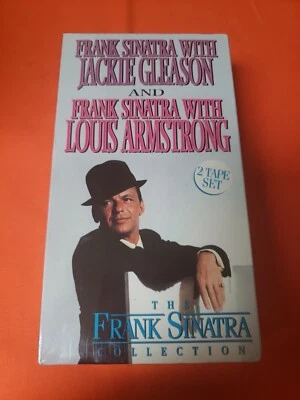 FRANK SINATRA WITH
JACKIE GLEASON
AND
FRANK SINATRA WITH
LOUIS ARMSTRONG
2 TAPE
SET
THE
FRANK SINATRA
COLLECTION